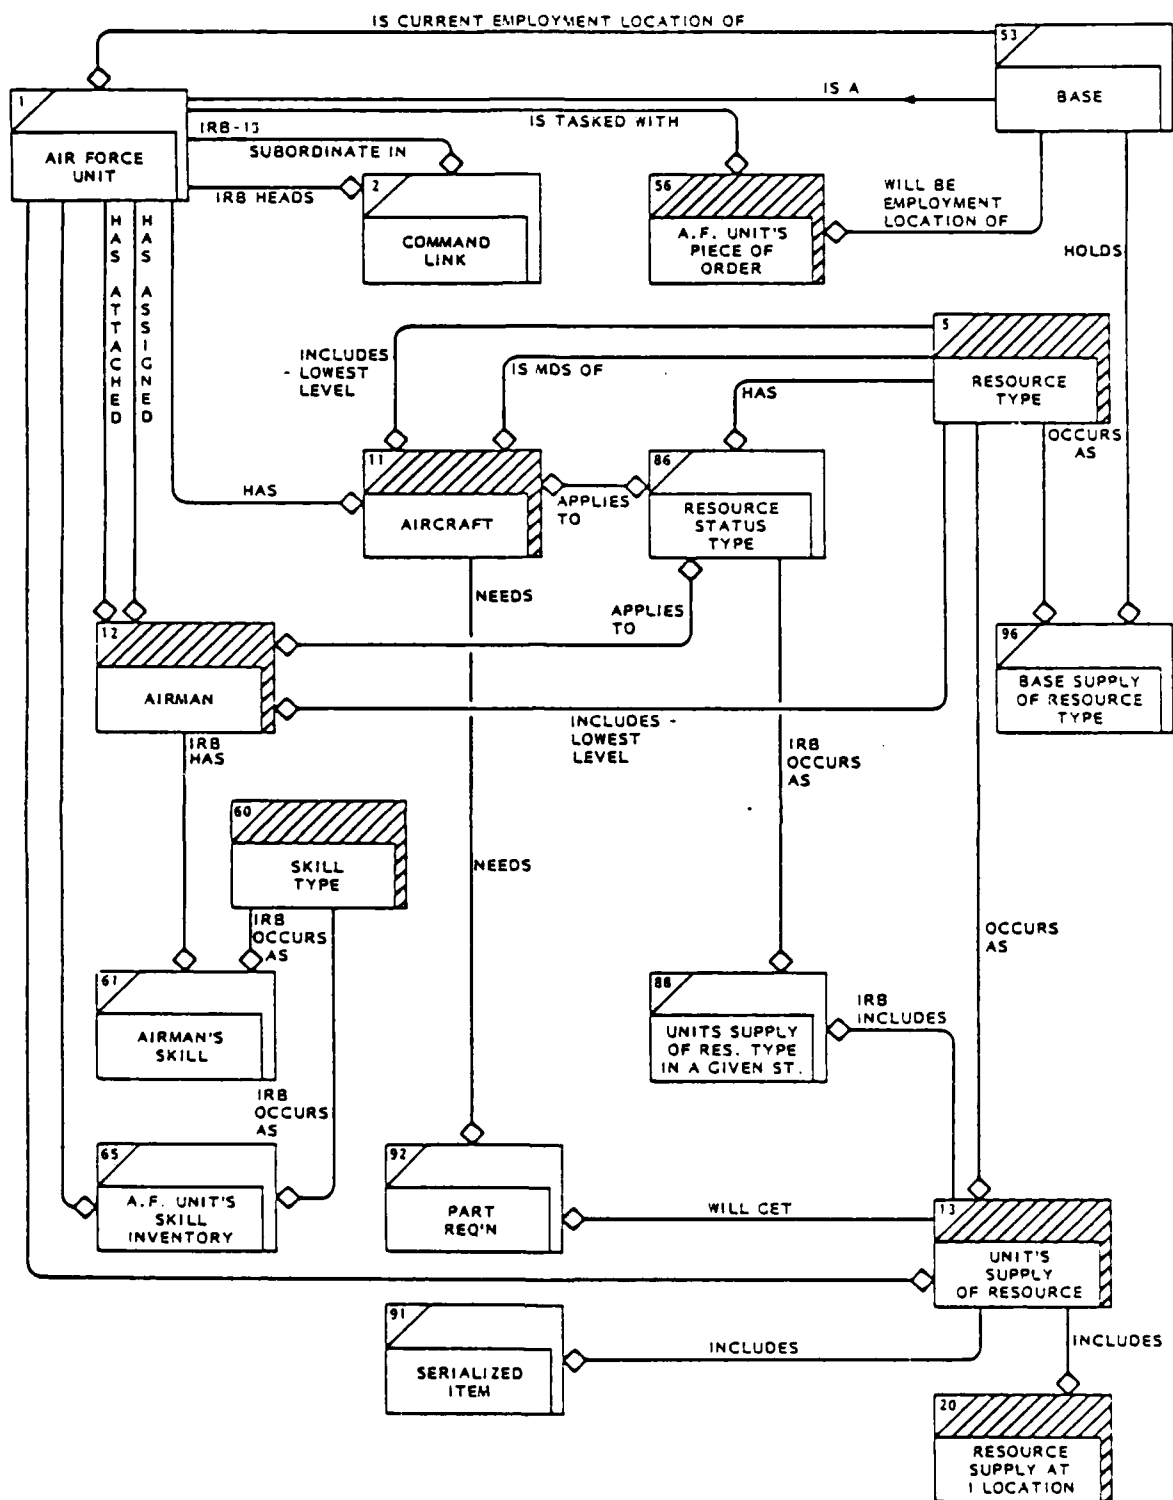 IS CURRENT EMPLOYMENT LOCATION OF
53
BASE
IS A
1
AIR FORCE
UNIT
IRB-
SUBORDINATE IN
IRB HEADS
IS TASKED WITH
2
COMMAND
LINK
56
A.F. UNIT'S
PIECE OF
ORDER
WILL BE
EMPLOYMENT
LOCATION OF
HOLDS
HAS ATTACHED
HAS ASSIGNED
5
RESOURCE
TYPE
INCLUDES
- LOWEST
LEVEL
IS MDS OF
HAS
OCCURS
AS
11
AIRCRAFT
HAS
APPLIES
TO
86
RESOURCE
STATUS
TYPE
NEEDS
APPLIES
TO
12
AIRMAN
96
BASE SUPPLY
OF RESOURCE
TYPE
INCLUDES -
LOWEST
LEVEL
IRB
HAS
IRB
OCCURS
AS
60
SKILL
TYPE
NEEDS
IRB
OCCURS
AS
OCCURS
AS
61
AIRMAN'S
SKILL
88
UNITS SUPPLY
OF RES. TYPE
IN A GIVEN ST.
IRB
INCLUDES
IRB
OCCURS
AS
65
A.F. UNIT'S
SKILL
INVENTORY
92
PART
REQ'N
WILL GET
13
UNIT'S
SUPPLY
OF RESOURCE
91
SERIALIZED
ITEM
INCLUDES
INCLUDES
20
RESOURCE
SUPPLY AT
1 LOCATION